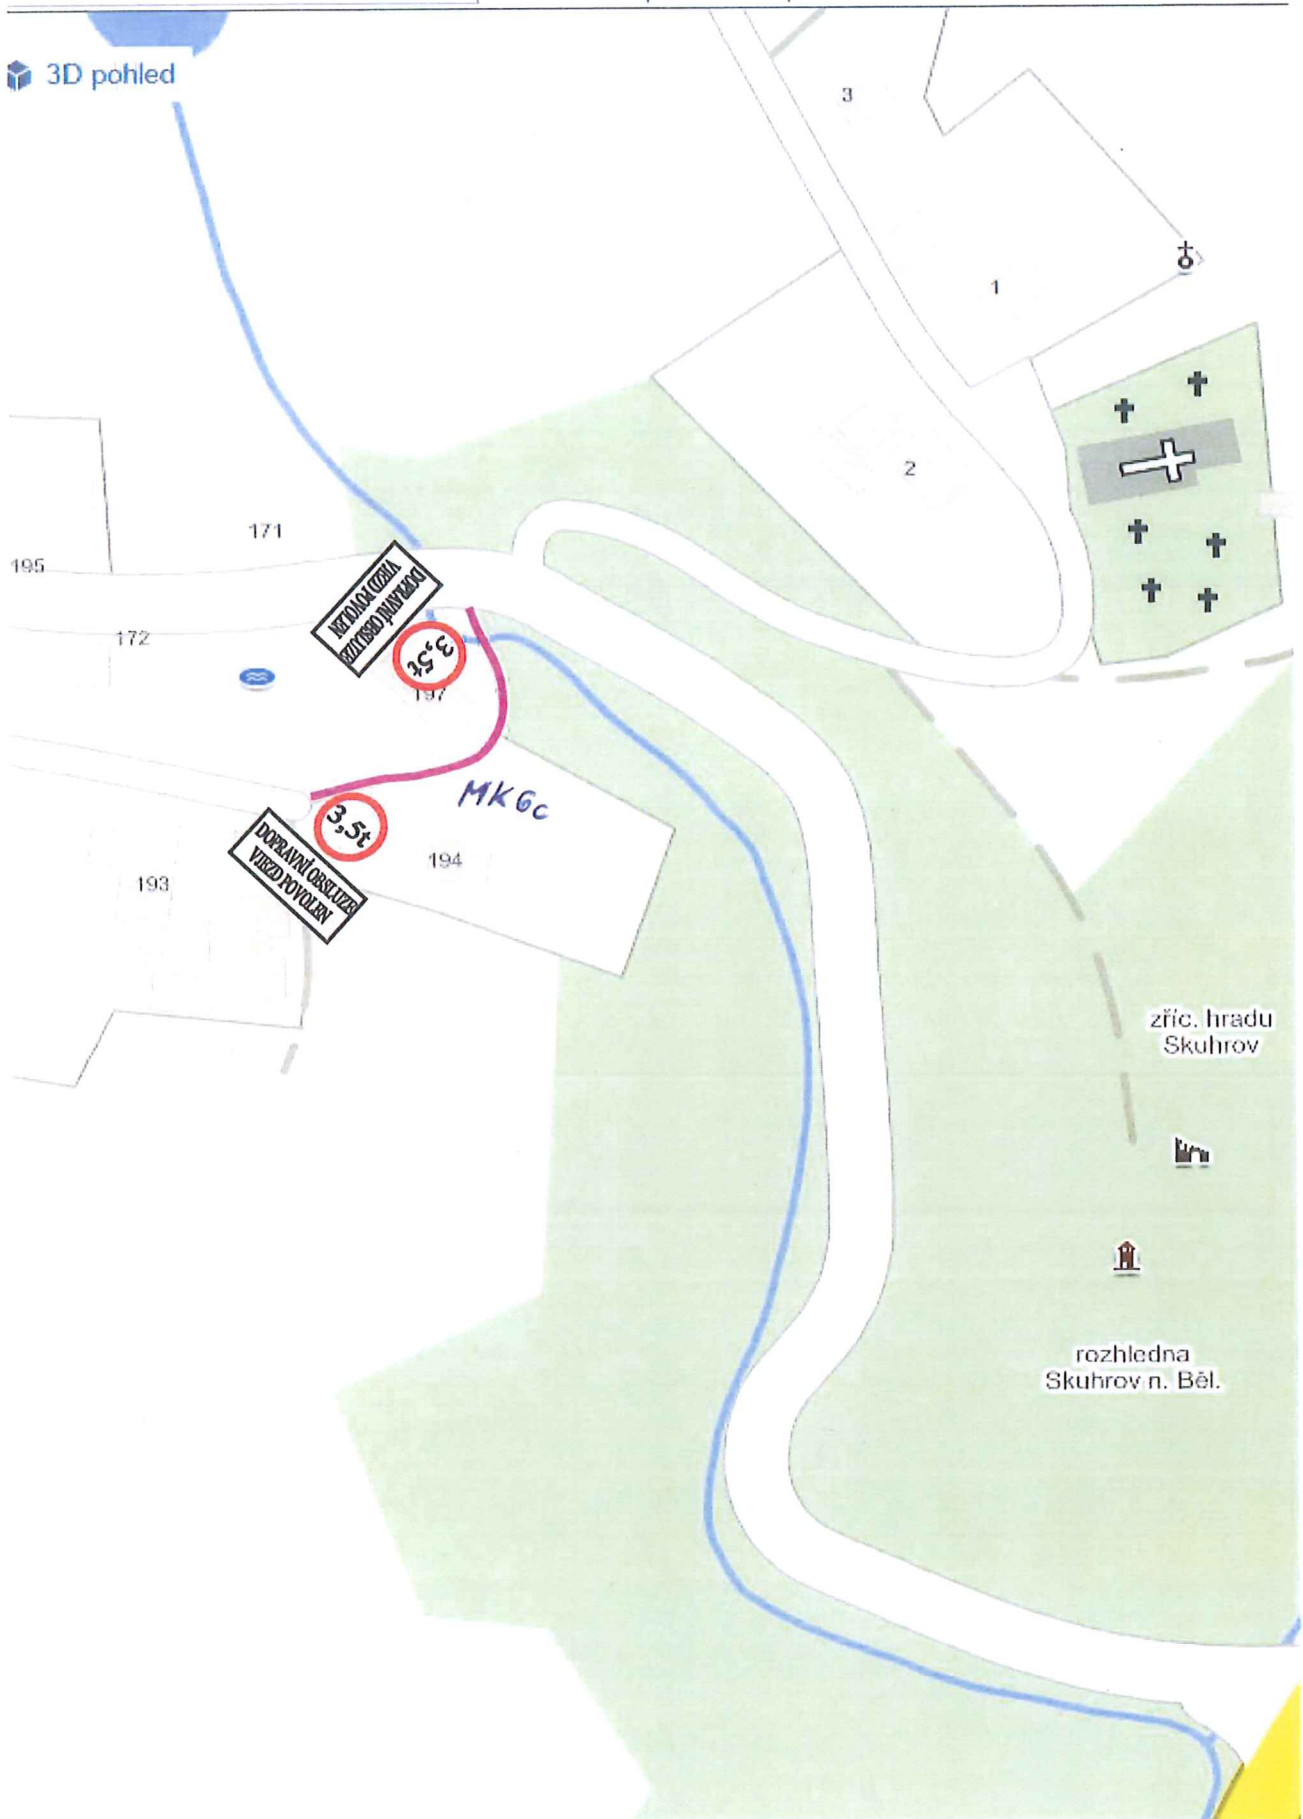 3D pohled
3
1
2
171
195
DOPRAVNÍ OBSLUZE
VJEZD POVOLEN
172
3,5t
197
MK6c
3,5t
DOPRAVNÍ OBSLUZE
VJEZD POVOLEN
194
193
zříc. hradu
Skuhrov
rozhledna
Skuhrov n. Běl.